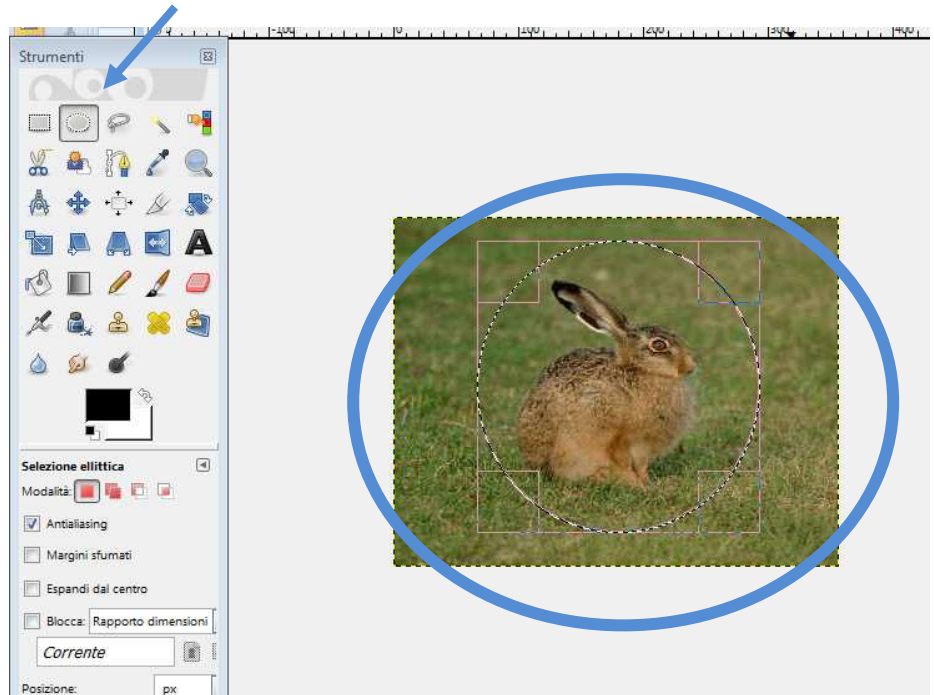 -100 0 100 200 300 400
Strumenti
Selezione ellittica
Modalità:
Antialiasing
Margini sfumati
Espandi dal centro
Blocca: Rapporto dimensioni
Corrente
Posizione: px